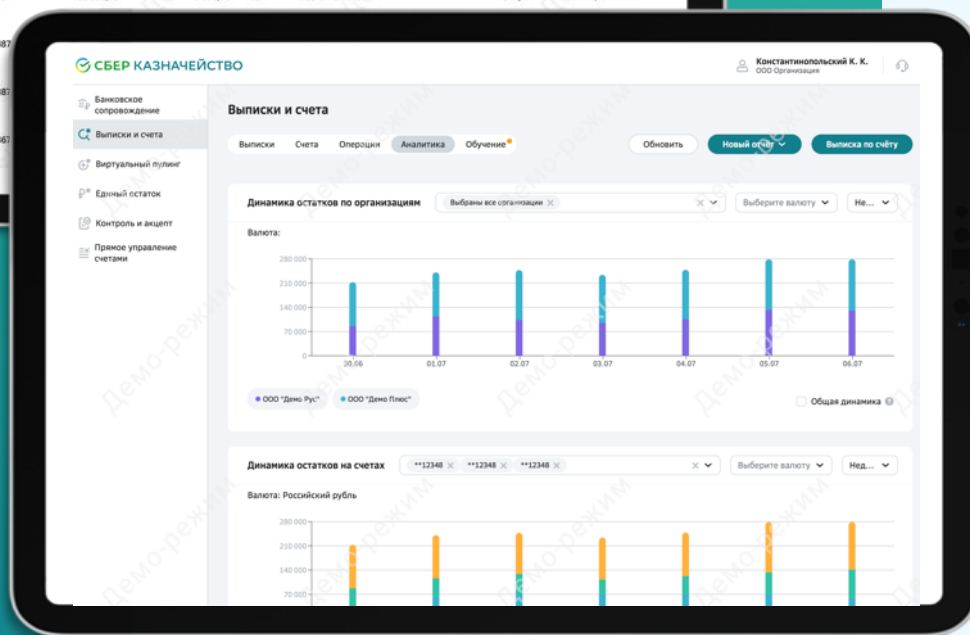 СБЕР КАЗНАЧЕЙСТВО
Константинопольский К. К.
ООО Организация
Банковское
сопровождение
Выписки и счета
Виртуальный пулинг
Единый остаток
Контроль и акцепт
Прямое управление
счетами
Выписки и счета
Выписки Счета Операции Аналитика Обучение
Обновить Новый отчёт Выписка по счёту
Динамика остатков по организациям Выбраны все организации Выберите валюту Не...
Валюта:
280 000
210 000
140 000
70 000
0
01.07 02.07 03.07 04.07 05.07 06.07
ООО "Демо Рус" ООО "Демо Плюс"
Общая динамика
Динамика остатков на счетах **12348 **12348 **12348 Выберите валюту Нед...
Валюта: Российский рубль
280 000
210 000
140 000
70 000
Демо-режим